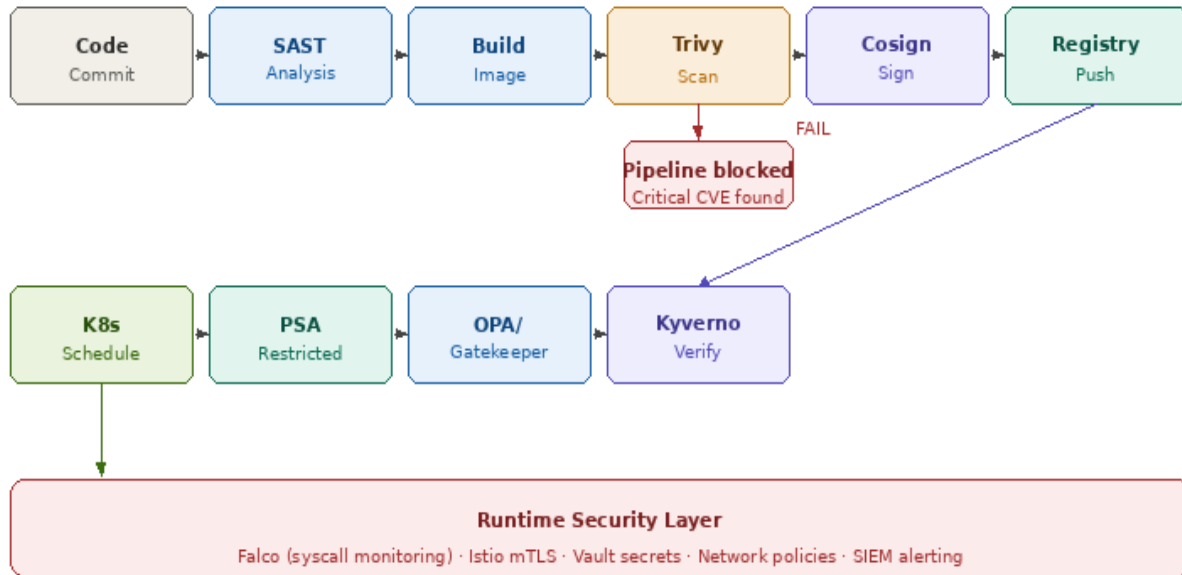 Code
Commit
SAST
Analysis
Build
Image
Trivy
Scan
Cosign
Sign
Registry
Push
FAIL
Pipeline blocked
Critical CVE found
K8s
Schedule
PSA
Restricted
OPA/
Gatekeeper
Kyverno
Verify
Runtime Security Layer
Falco (syscall monitoring) · Istio mTLS · Vault secrets · Network policies · SIEM alerting